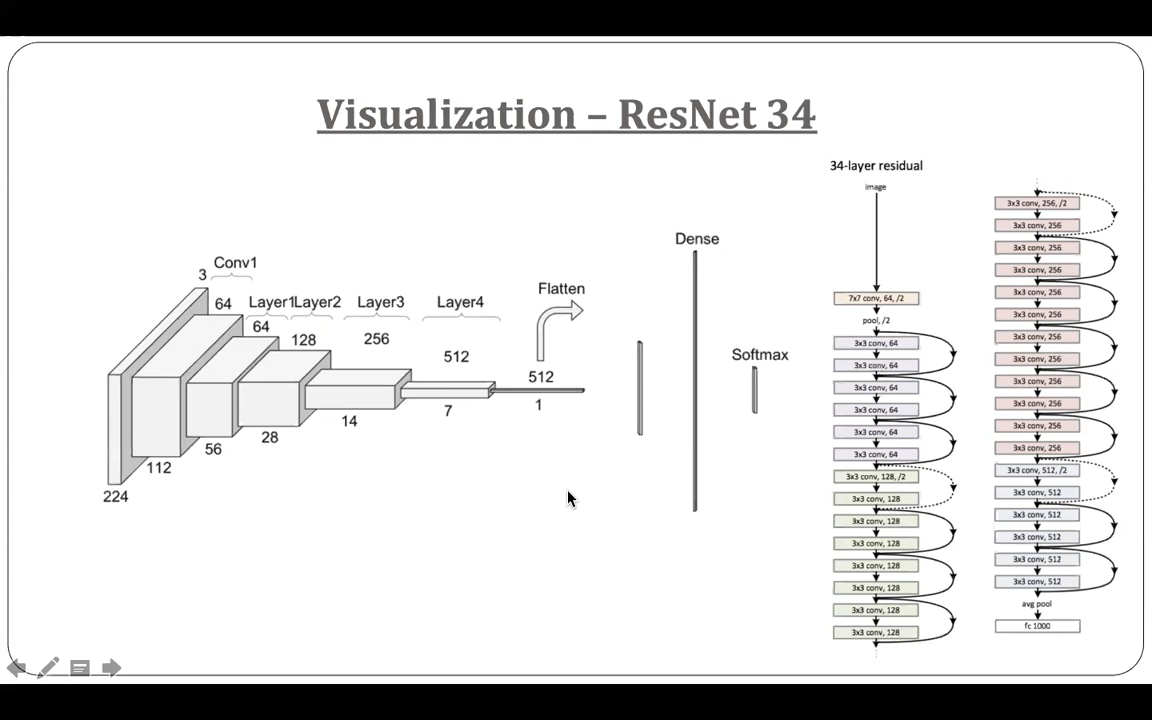 Visualization – ResNet 34
3
Conv1
64
Layer1
Layer2
Layer3
Layer4
64
128
256
512
Flatten
512
Dense
Softmax
224
112
56
28
14
7
1
34-layer residual
image
7x7 conv, 64, /2
pool, /2
3x3 conv, 64
3x3 conv, 64
3x3 conv, 64
3x3 conv, 64
3x3 conv, 64
3x3 conv, 64
3x3 conv, 128, /2
3x3 conv, 128
3x3 conv, 128
3x3 conv, 128
3x3 conv, 128
3x3 conv, 128
3x3 conv, 128
3x3 conv, 128
3x3 conv, 256, /2
3x3 conv, 256
3x3 conv, 256
3x3 conv, 256
3x3 conv, 256
3x3 conv, 256
3x3 conv, 256
3x3 conv, 256
3x3 conv, 256
3x3 conv, 256
3x3 conv, 256
3x3 conv, 256
3x3 conv, 512, /2
3x3 conv, 512
3x3 conv, 512
3x3 conv, 512
3x3 conv, 512
3x3 conv, 512
avg pool
fc 1000